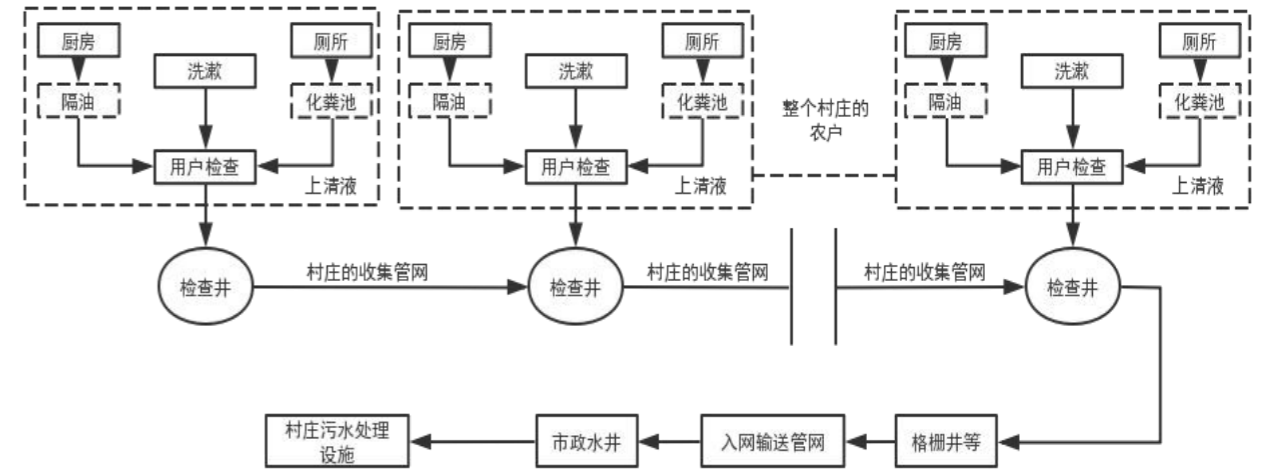 厨房
厕所
洗漱
隔油
化粪池
用户检查
上清液
厨房
厕所
洗漱
隔油
化粪池
用户检查
上清液
整个村庄的
农户
厨房
厕所
洗漱
隔油
化粪池
用户检查
上清液
检查井
村庄的收集管网
检查井
村庄的收集管网
村庄的收集管网
检查井
村庄污水处理
设施
市政水井
入网输送管网
格栅井等